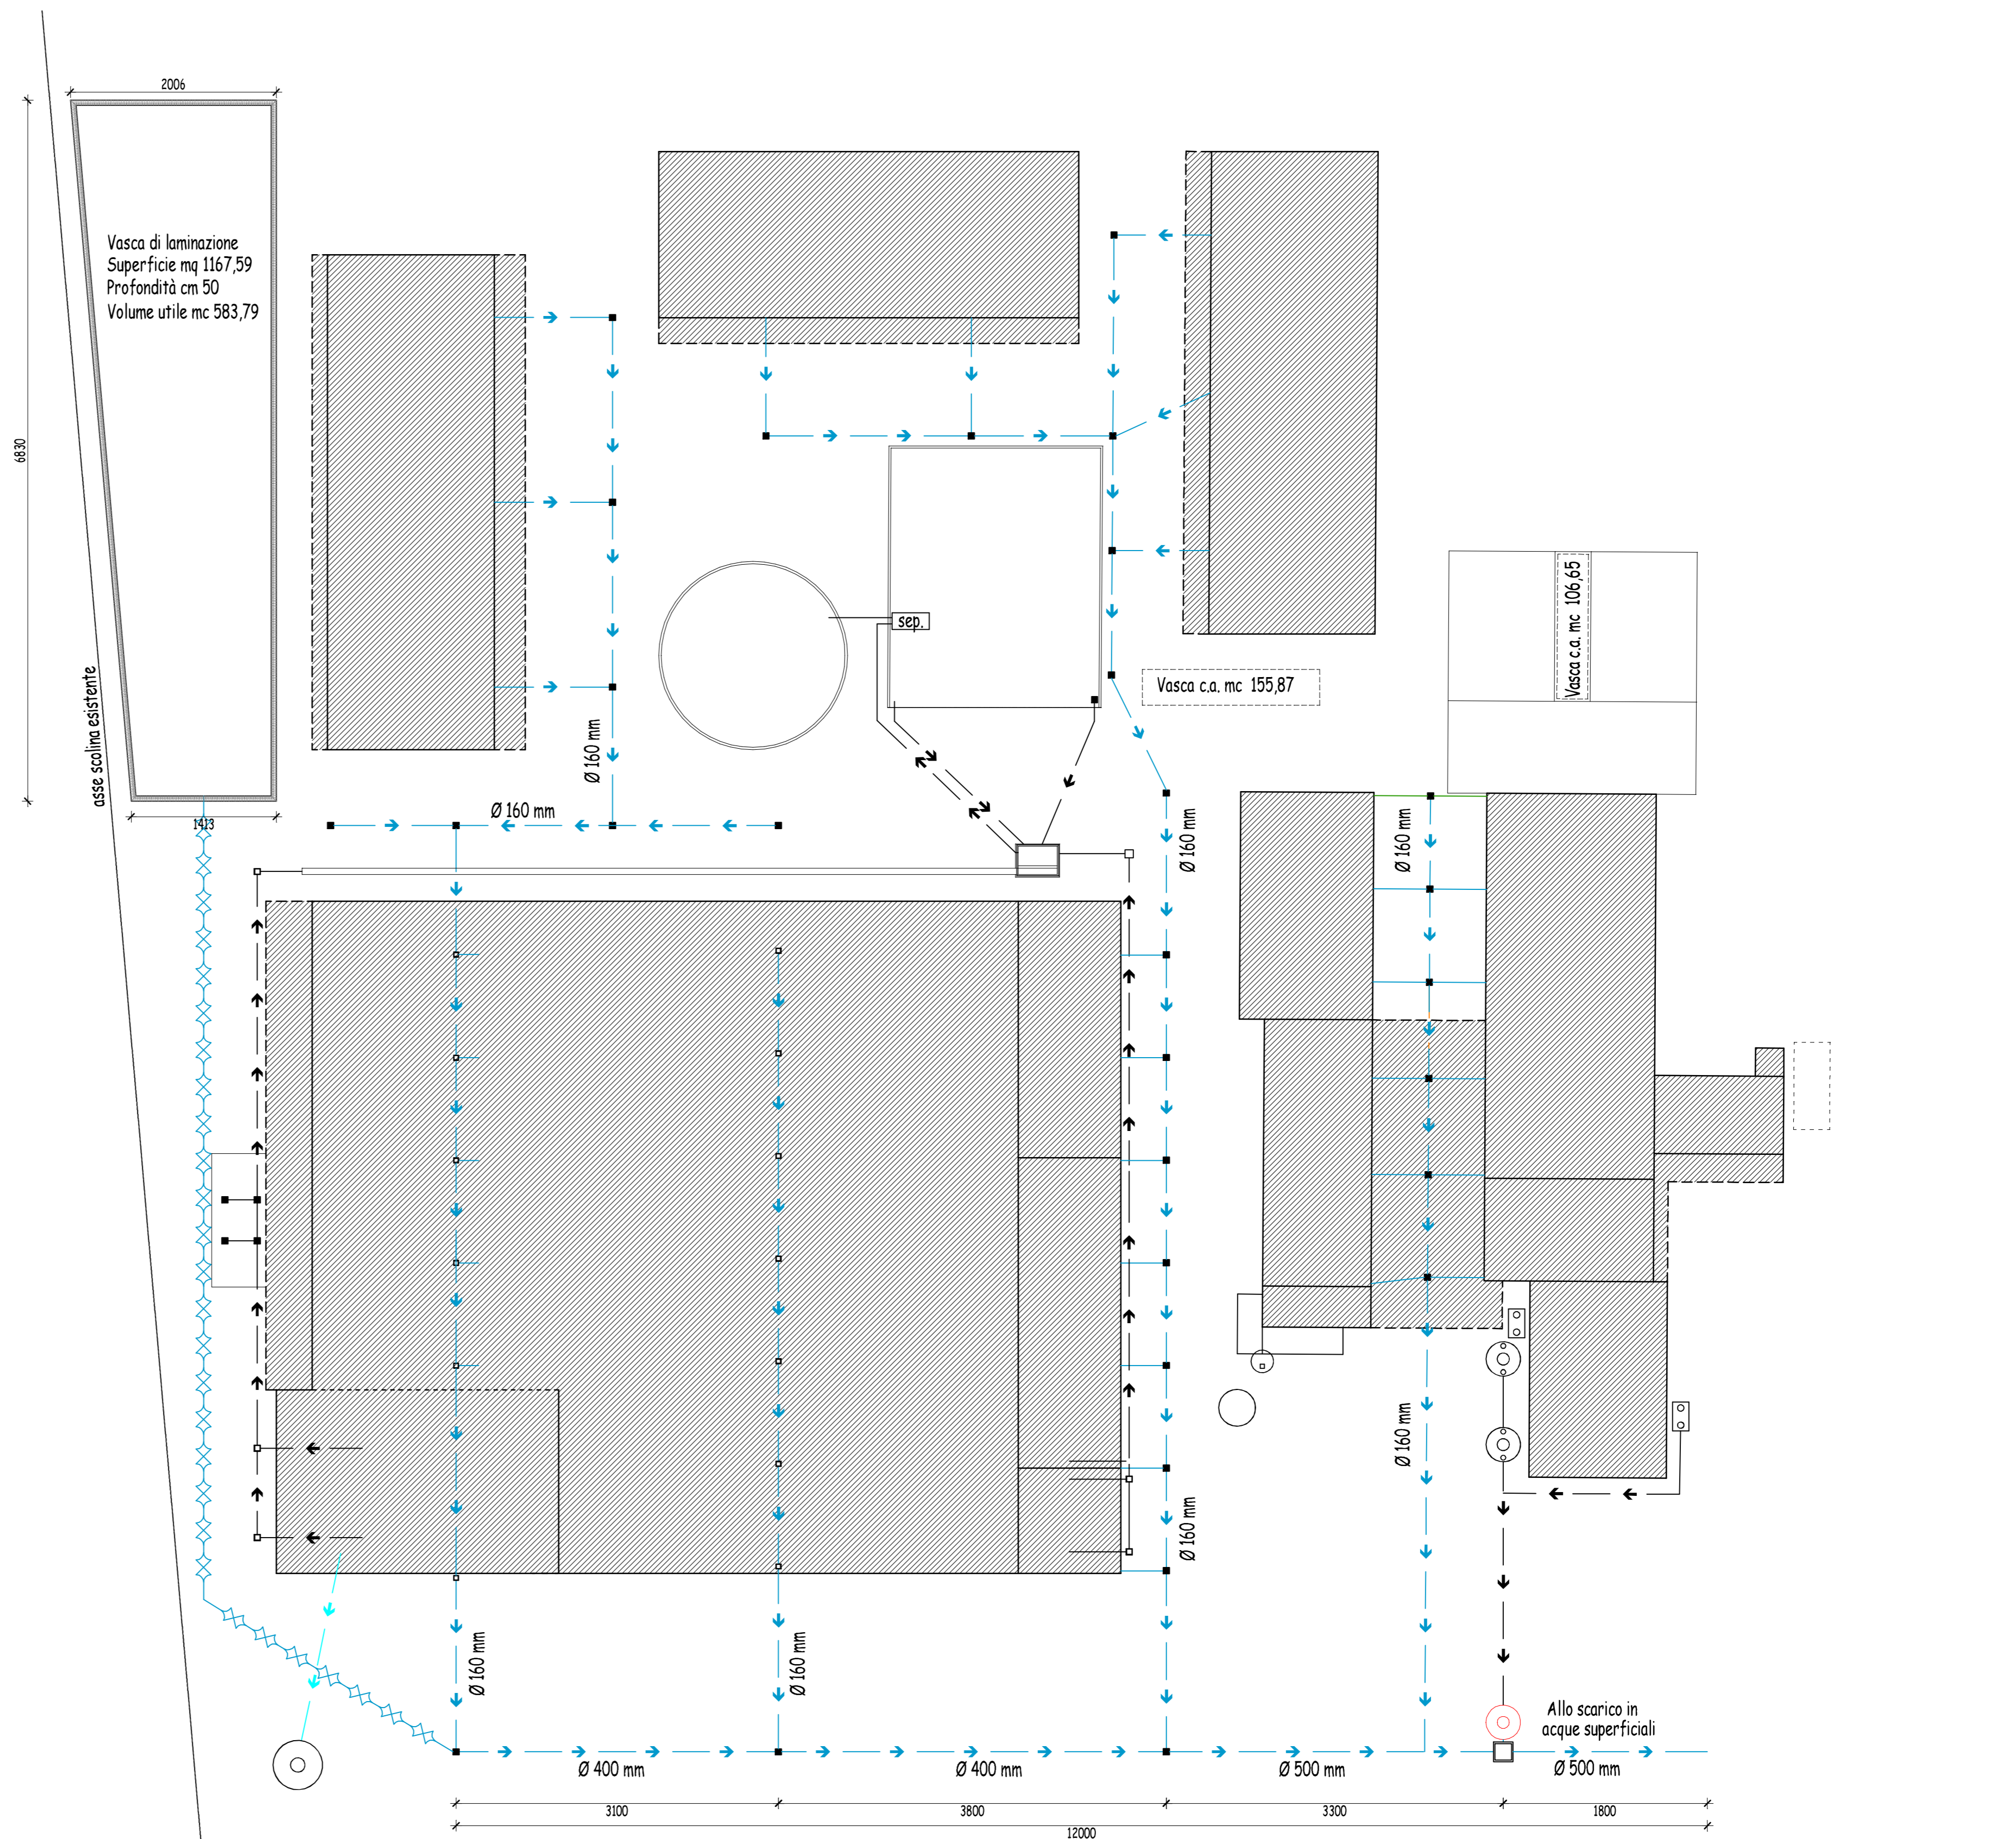 2006
6830
Vasca di laminazione
Superficie mq 1167,59
Profondità cm 50
Volume utile mc 583,79
asse scolina esistente
1413
Ø 160 mm
Ø 160 mm
sep.
Vasca c.a. mc 155,87
Vasca c.a. mc 106,65
Ø 160 mm
Ø 160 mm
Ø 160 mm
Ø 160 mm
Ø 160 mm
Ø 160 mm
Allo scarico in
acque superficiali
Ø 400 mm
Ø 400 mm
Ø 500 mm
Ø 500 mm
3100
3800
3300
1800
12000